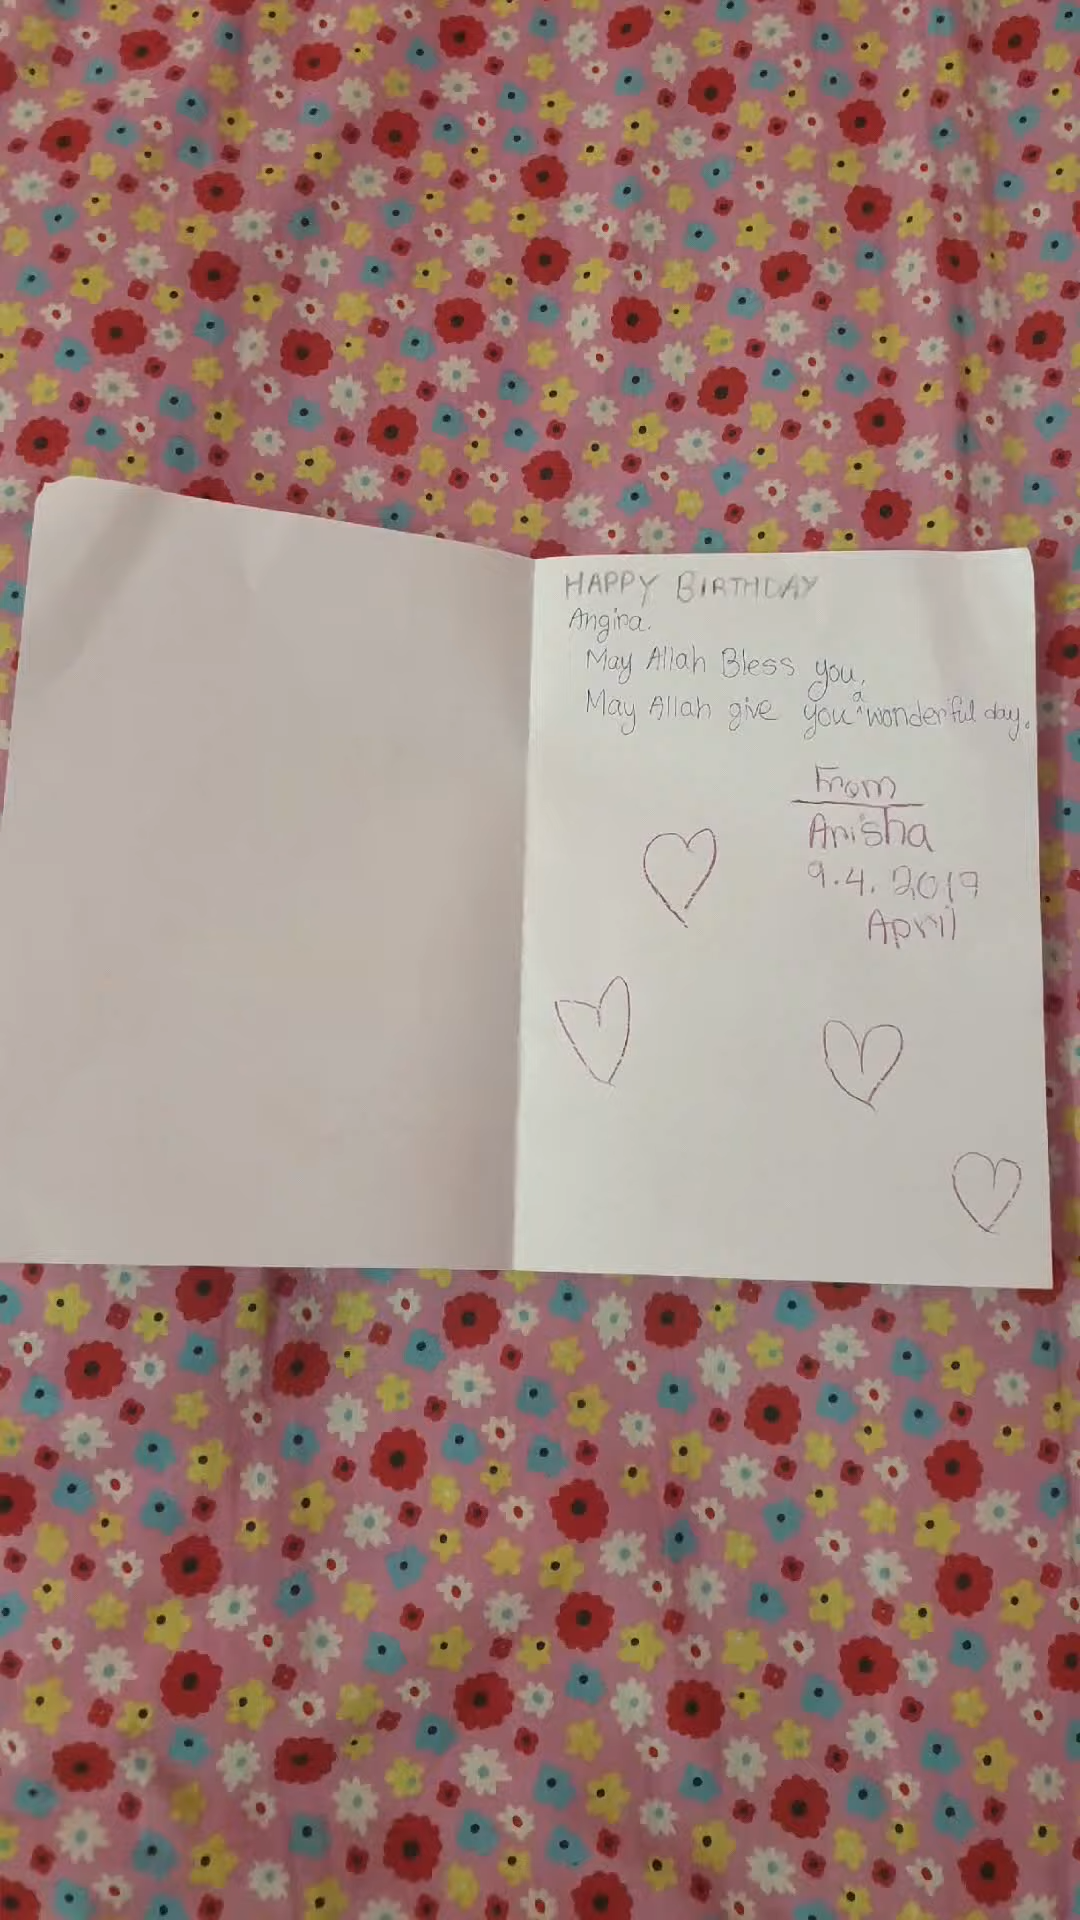 HAPPY BIRTHDAY
Angira.
May Allah Bless you,
May Allah give you a wonderful day.
From
Anisha
9.4.2019
April